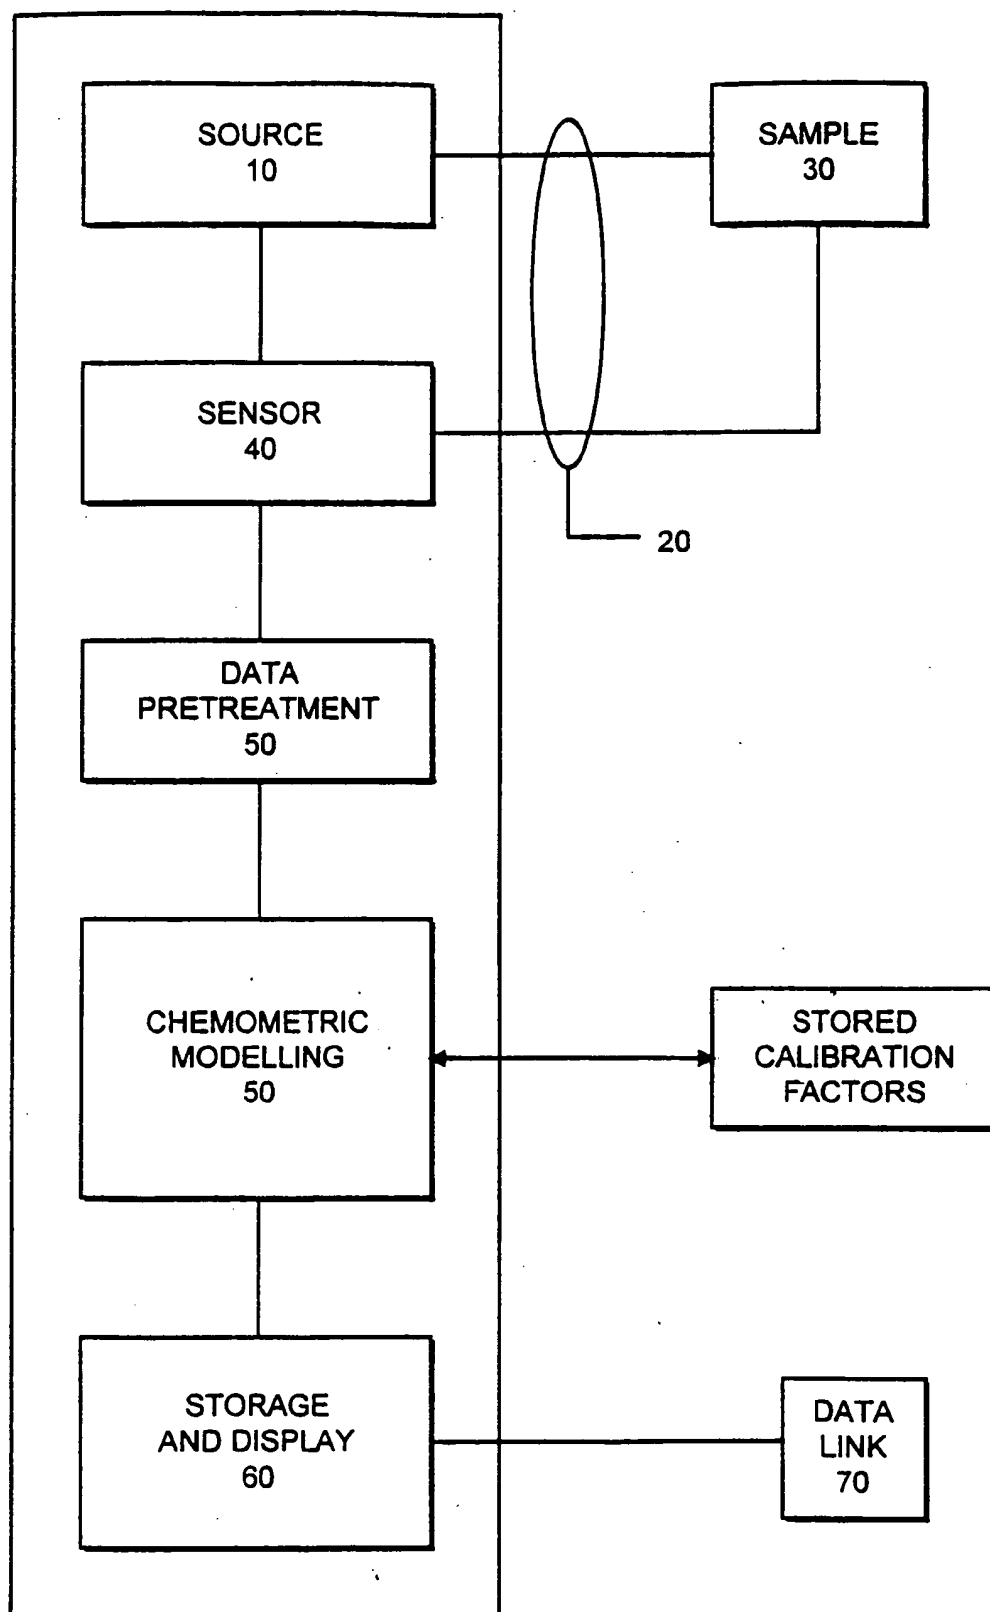 SOURCE
10
SAMPLE
30
SENSOR
40
20
DATA
PRETREATMENT
50
CHEMOMETRIC
MODELLING
50
STORED
CALIBRATION
FACTORS
STORAGE
AND DISPLAY
60
DATA
LINK
70